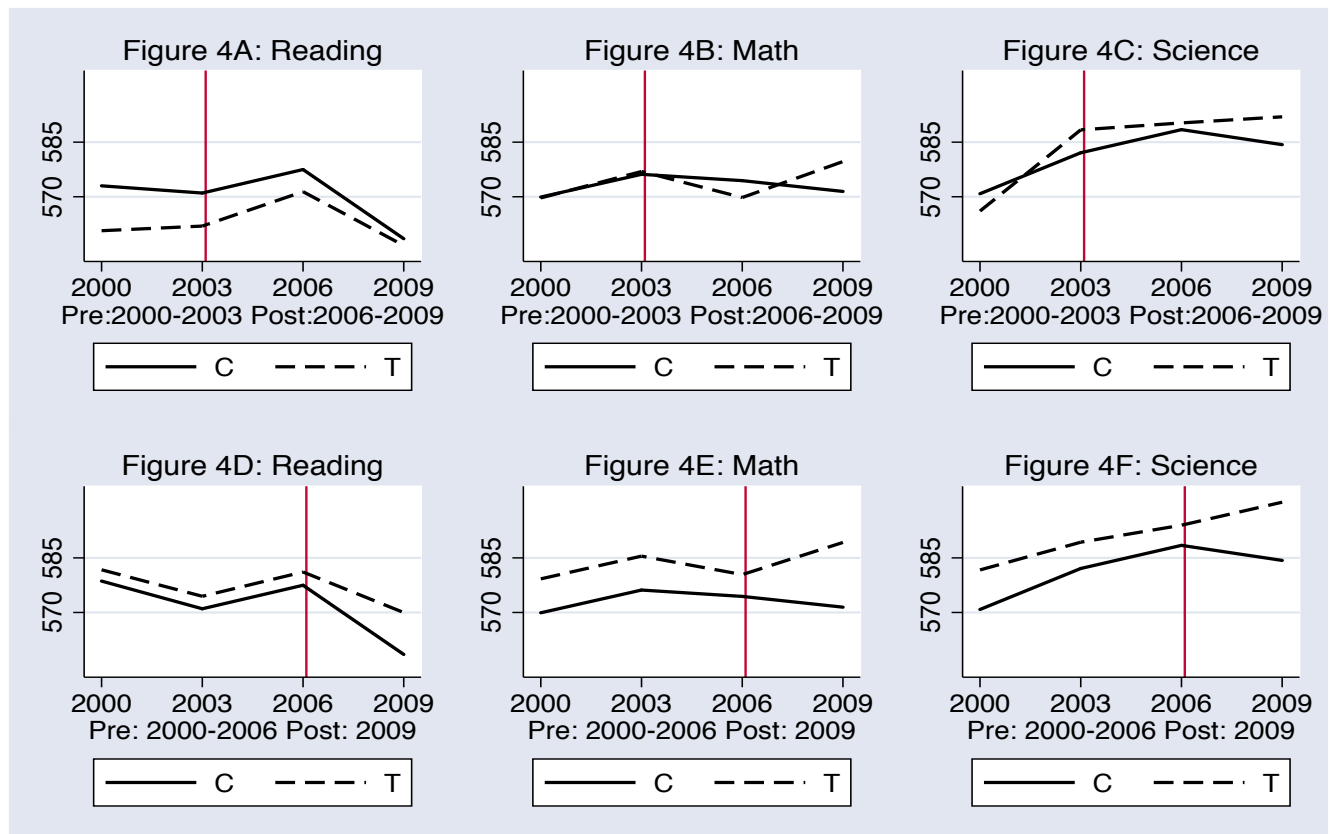 Figure 4A: Reading
585
570
2000 2003 2006 2009
Pre:2000-2003 Post:2006-2009
C T
Figure 4B: Math
585
570
2000 2003 2006 2009
Pre:2000-2003 Post:2006-2009
C T
Figure 4C: Science
585
570
2000 2003 2006 2009
Pre:2000-2003 Post:2006-2009
C T
Figure 4D: Reading
585
570
2000 2003 2006 2009
Pre: 2000-2006 Post: 2009
C T
Figure 4E: Math
585
570
2000 2003 2006 2009
Pre: 2000-2006 Post: 2009
C T
Figure 4F: Science
585
570
2000 2003 2006 2009
Pre: 2000-2006 Post: 2009
C T